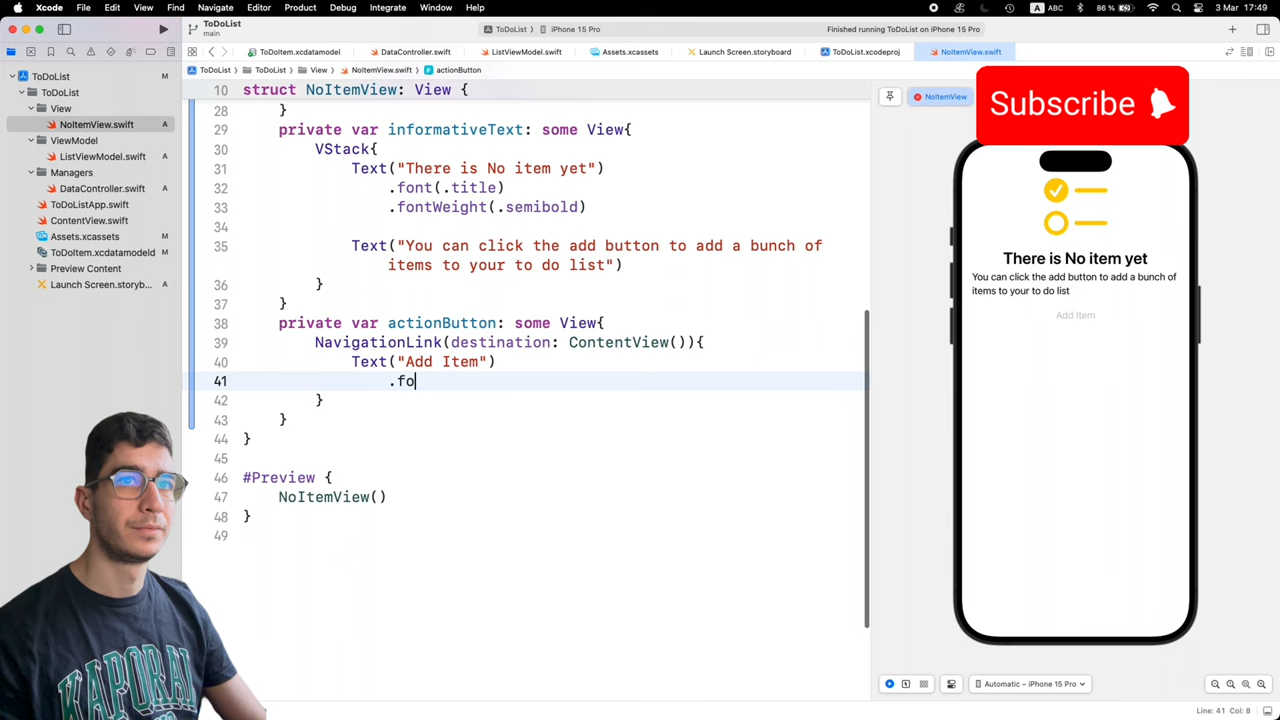 Xcode File Edit View Find Navigate Editor Product Debug Integrate Window Help A ABC 86 % 3 Mar 17:49
ToDoList
main
ToDoList iPhone 15 Pro
Finished running ToDoList on iPhone 15 Pro
ToDoItem.xcdatamodel DataController.swift ListViewModel.swift Assets.xcassets Launch Screen.storyboard ToDoList.xcodeproj NoItemView.swift
ToDoList M
ToDoList
View
NoItemView.swift A
ViewModel
ListViewModel.swift A
Managers
DataController.swift A
ToDoListApp.swift A
ContentView.swift A
Assets.xcassets M
ToDoItem.xcdatamodeld A
Preview Content
Launch Screen.storyb... A
ToDoList ToDoList View NoItemView.swift P actionButton
10 struct NoItemView: View {
28 }
29 private var informativeText: some View{
30 VStack{
31 Text("There is No item yet")
32 .font(.title)
33 .fontWeight(.semibold)
34
35 Text("You can click the add button to add a bunch of
items to your to do list")
36 }
37 }
38 private var actionButton: some View{
39 NavigationLink(destination: ContentView()){
40 Text("Add Item")
41 .fo
42 }
43 }
44 }
45
46 #Preview {
47 NoItemView()
48 }
49
NoItemView
Subscribe
There is No item yet
You can click the add button to add a bunch of
items to your to do list
Add Item
Automatic – iPhone 15 Pro
Line: 41 Col: 8
KAPORAL